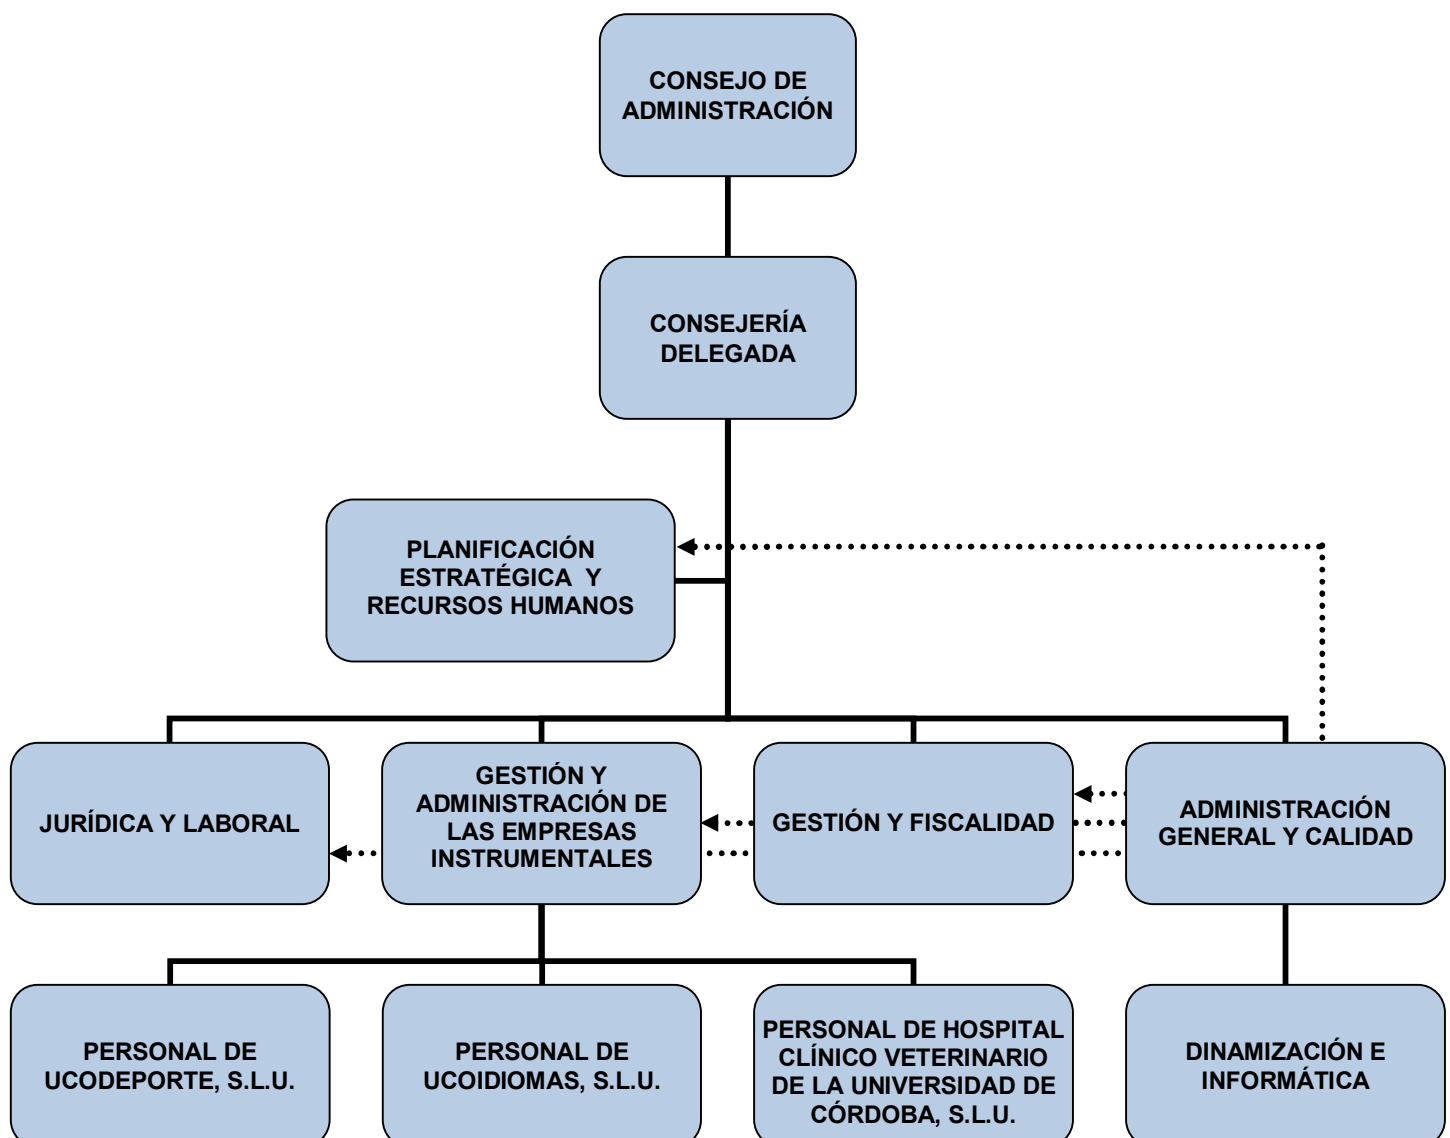 CONSEJO DE
ADMINISTRACIÓN
CONSEJERÍA
DELEGADA
PLANIFICACIÓN
ESTRATÉGICA Y
RECURSOS HUMANOS
JURÍDICA Y LABORAL
GESTIÓN Y
ADMINISTRACIÓN DE
LAS EMPRESAS
INSTRUMENTALES
GESTIÓN Y FISCALIDAD
ADMINISTRACIÓN
GENERAL Y CALIDAD
PERSONAL DE
UCODEPORTE, S.L.U.
PERSONAL DE
UCOIDIOMAS, S.L.U.
PERSONAL DE HOSPITAL
CLÍNICO VETERINARIO
DE LA UNIVERSIDAD DE
CÓRDOBA, S.L.U.
DINAMIZACIÓN E
INFORMÁTICA